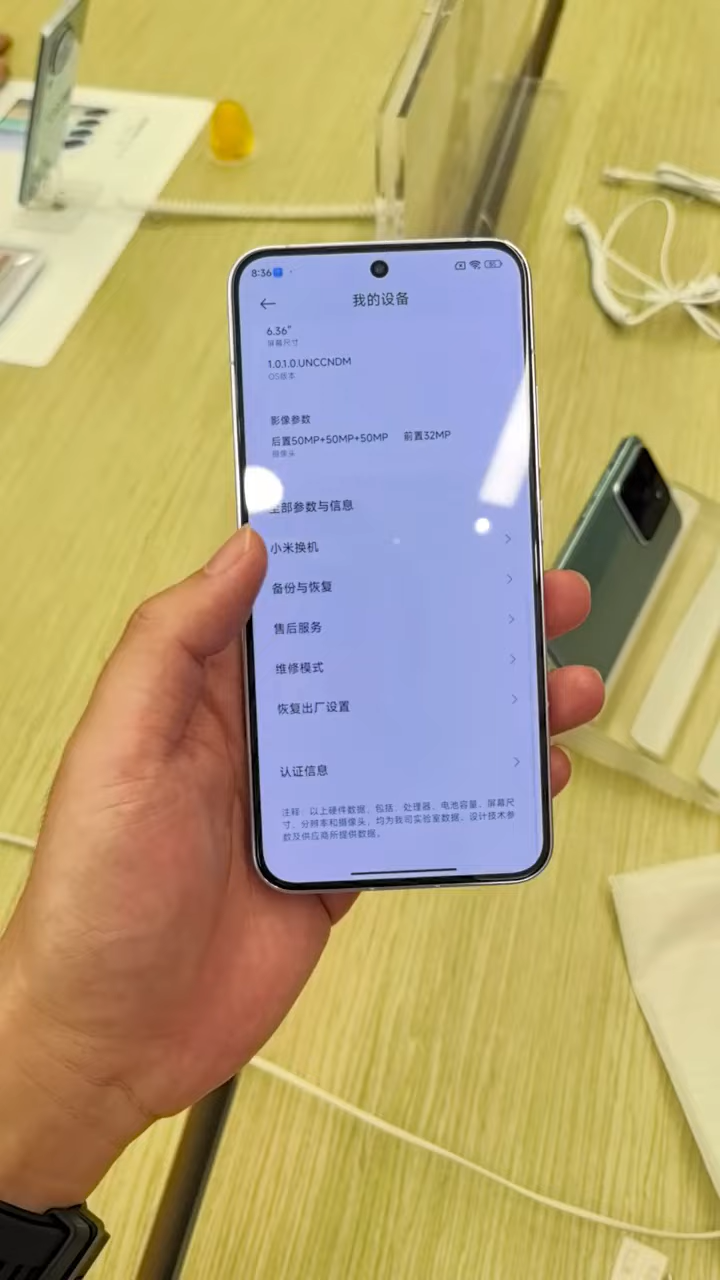 8:36
我的设备
6.36"
屏幕尺寸
1.0.1.0.UNCCNDM
OS版本
影像参数
后置50MP+50MP+50MP 前置32MP
摄像头
全部参数与信息
小米换机
备份与恢复
售后服务
维修模式
恢复出厂设置
认证信息
注释：以上硬件数据，包括：处理器、电池容量、屏幕尺
寸、分辨率和摄像头，均为我司实验室数据、设计技术参
数及供应商所提供数据。